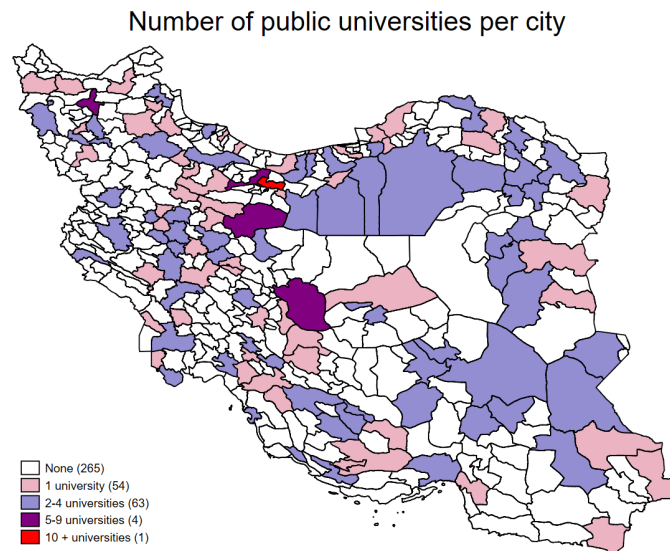 Number of public universities per city
None (265)
1 university (54)
2-4 universities (63)
5-9 universities (4)
10 + universities (1)